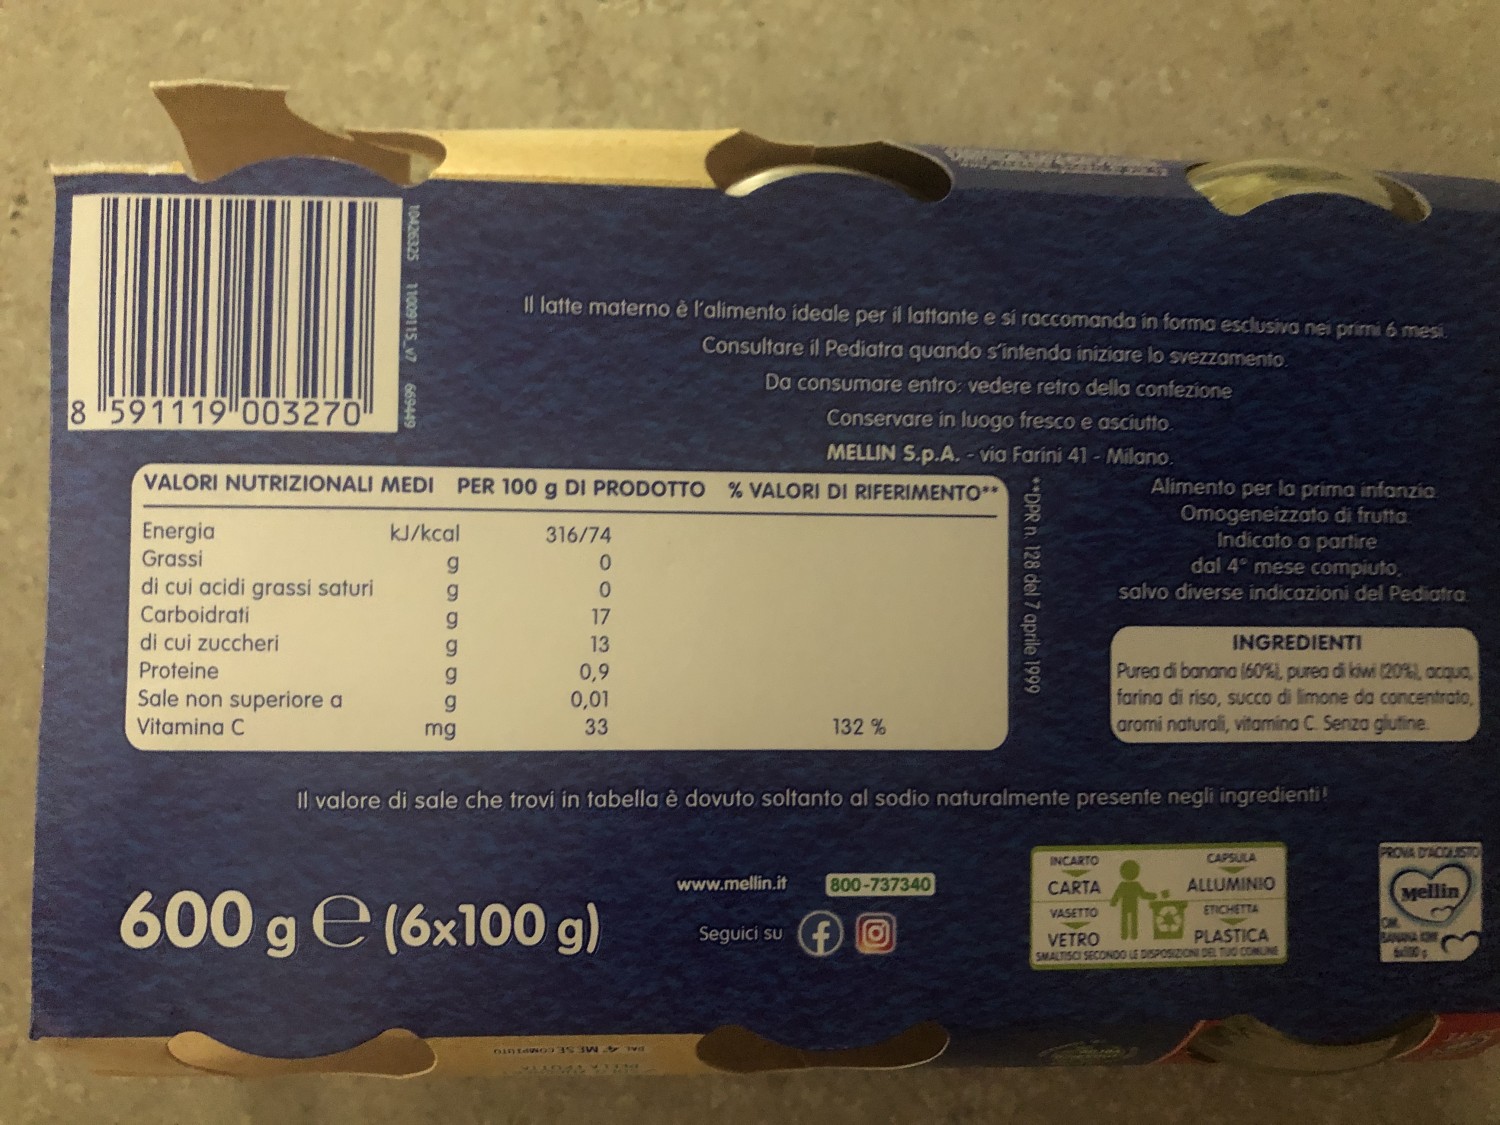 10426325 11009115_v7 669449
8 591119 003270
Il latte materno è l'alimento ideale per il lattante e si raccomanda in forma esclusiva nei primi 6 mesi.
Consultare il Pediatra quando s'intenda iniziare lo svezzamento.
Da consumare entro: vedere retro della confezione
Conservare in luogo fresco e asciutto.
MELLIN S.p.A. - via Farini 41 - Milano.
VALORI NUTRIZIONALI MEDI PER 100 g DI PRODOTTO % VALORI DI RIFERIMENTO**
Energia kJ/kcal 316/74
Grassi g 0
di cui acidi grassi saturi g 0
Carboidrati g 17
di cui zuccheri g 13
Proteine g 0,9
Sale non superiore a g 0,01
Vitamina C mg 33 132 %
**DPR n. 128 del 7 aprile 1999
Alimento per la prima infanzia.
Omogeneizzato di frutta.
Indicato a partire
dal 4° mese compiuto,
salvo diverse indicazioni del Pediatra.
INGREDIENTI
Purea di banana (60%), purea di kiwi (20%), acqua,
farina di riso, succo di limone da concentrato,
aromi naturali, vitamina C. Senza glutine.
Il valore di sale che trovi in tabella è dovuto soltanto al sodio naturalmente presente negli ingredienti!
600 g e (6x100 g)
www.mellin.it 800-737340
Seguici su
INCARTO
CARTA
VASETTO
VETRO
CAPSULA
ALLUMINIO
ETICHETTA
PLASTICA
SMALTISCI SECONDO LE DISPOSIZIONI DEL TUO COMUNE
PROVA D'ACQUISTO
Mellin
OM.
BANANA KIWI
6x100 g
DAL 4° MESE COMPIUTO